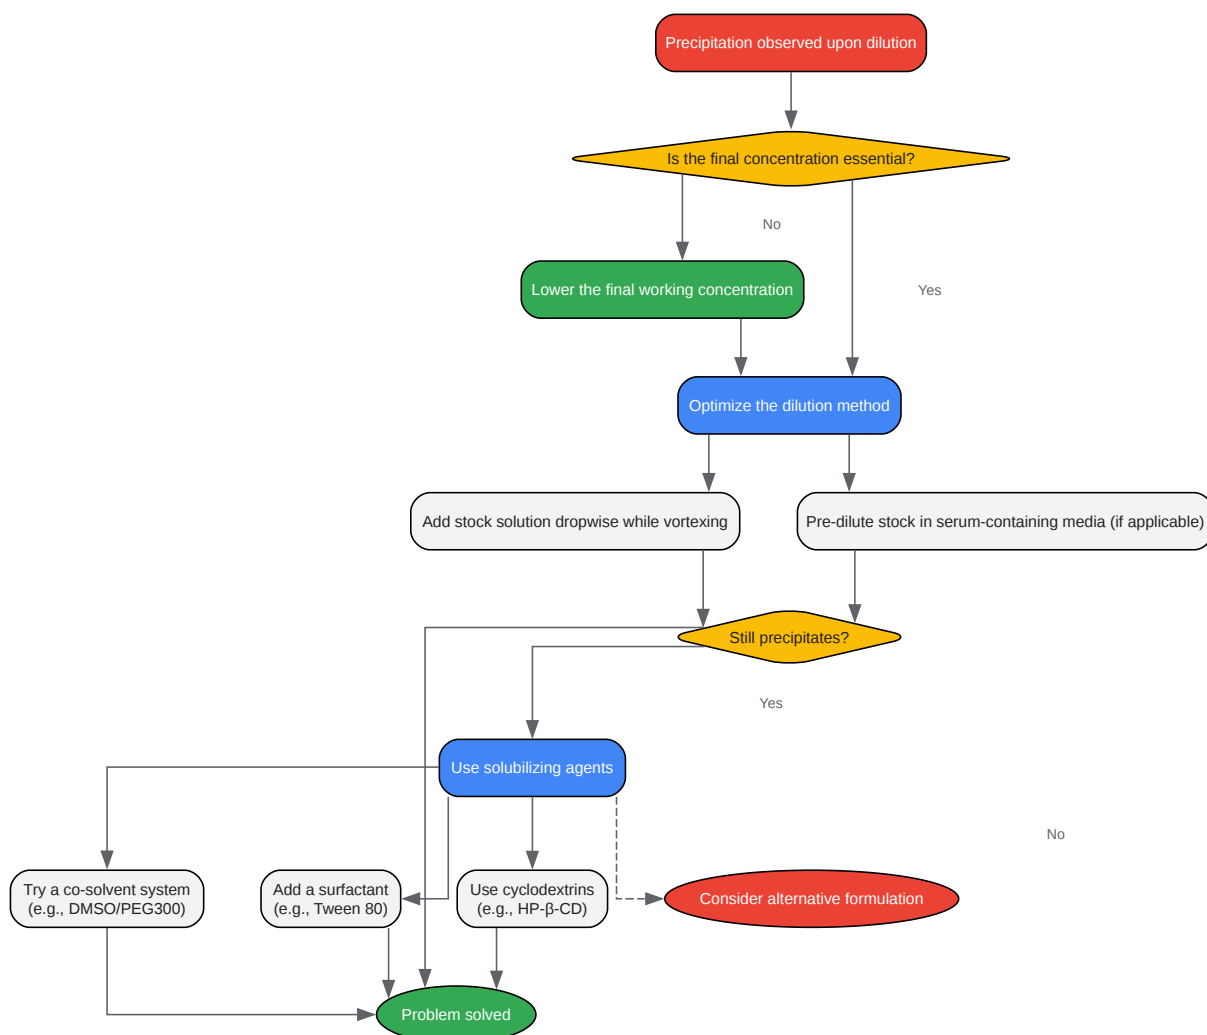 Precipitation observed upon dilution
Is the final concentration essential?
No
Lower the final working concentration
Yes
Optimize the dilution method
Add stock solution dropwise while vortexing
Pre-dilute stock in serum-containing media (if applicable)
Still precipitates?
Yes
Use solubilizing agents
No
Try a co-solvent system
(e.g., DMSO/PEG300)
Add a surfactant
(e.g., Tween 80)
Use cyclodextrins
(e.g., HP-β-CD)
Consider alternative formulation
Problem solved